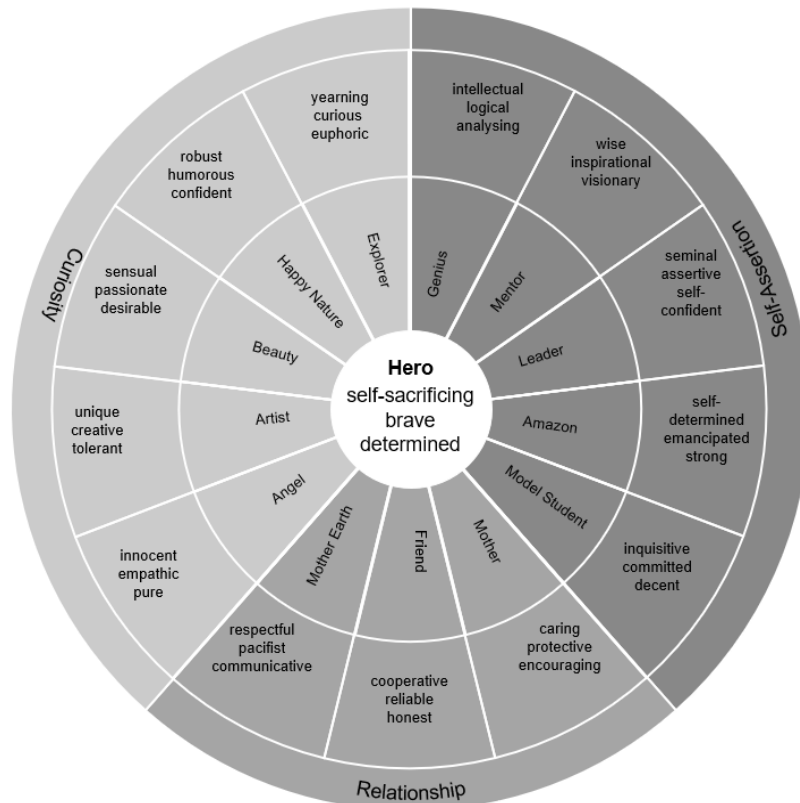 yearning
curious
euphoric
intellectual
logical
analysing
robust
humorous
confident
wise
inspirational
visionary
Curiosity
Self-Assertion
sensual
passionate
desirable
Happy Nature
Explorer
Genius
Mentor
seminal
assertive
self-
confident
Beauty
Leader
Hero
self-sacrificing
brave
determined
unique
creative
tolerant
Artist
Amazon
self-
determined
emancipated
strong
Angel
Mother Earth
Friend
Mother
Model Student
innocent
empathic
pure
inquisitive
committed
decent
respectful
pacifist
communicative
cooperative
reliable
honest
caring
protective
encouraging
Relationship